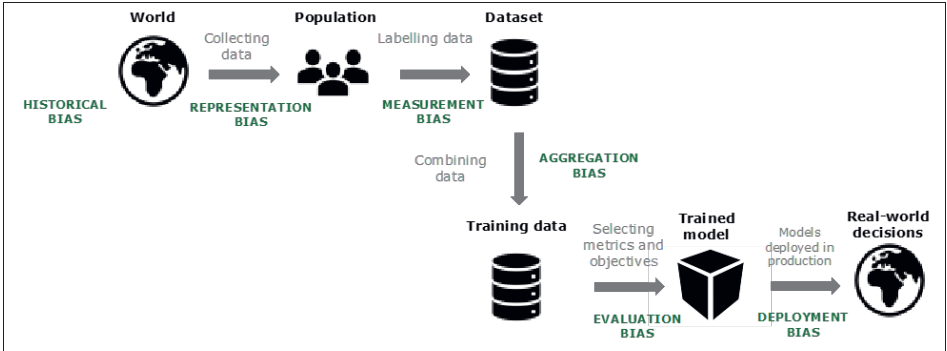 World
Population
Dataset
Collecting
data
Labelling data
HISTORICAL
BIAS
REPRESENTATION
BIAS
MEASUREMENT
BIAS
Combining
data
AGGREGATION
BIAS
Training data
Selecting
metrics and
objectives
Trained
model
Models
deployed in
production
Real-world
decisions
EVALUATION
BIAS
DEPLOYMENT
BIAS